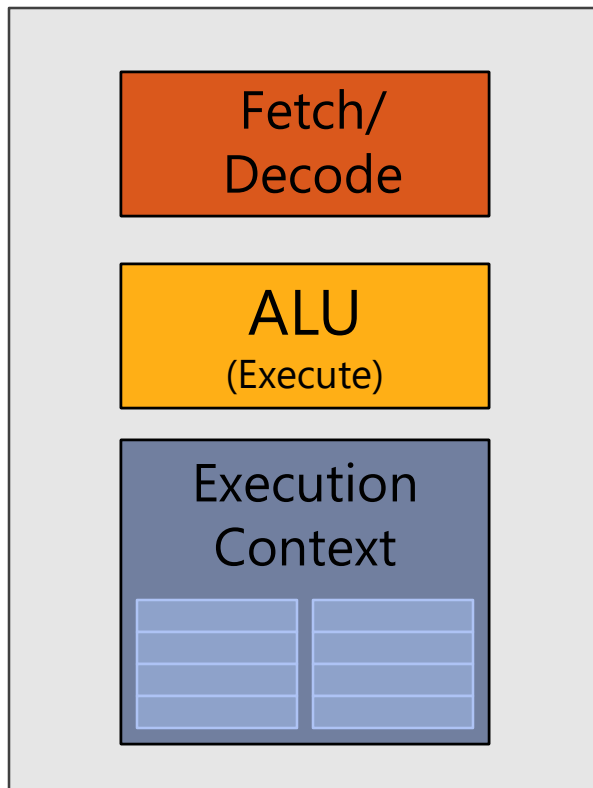 Fetch/
Decode
ALU
(Execute)
Execution
Context